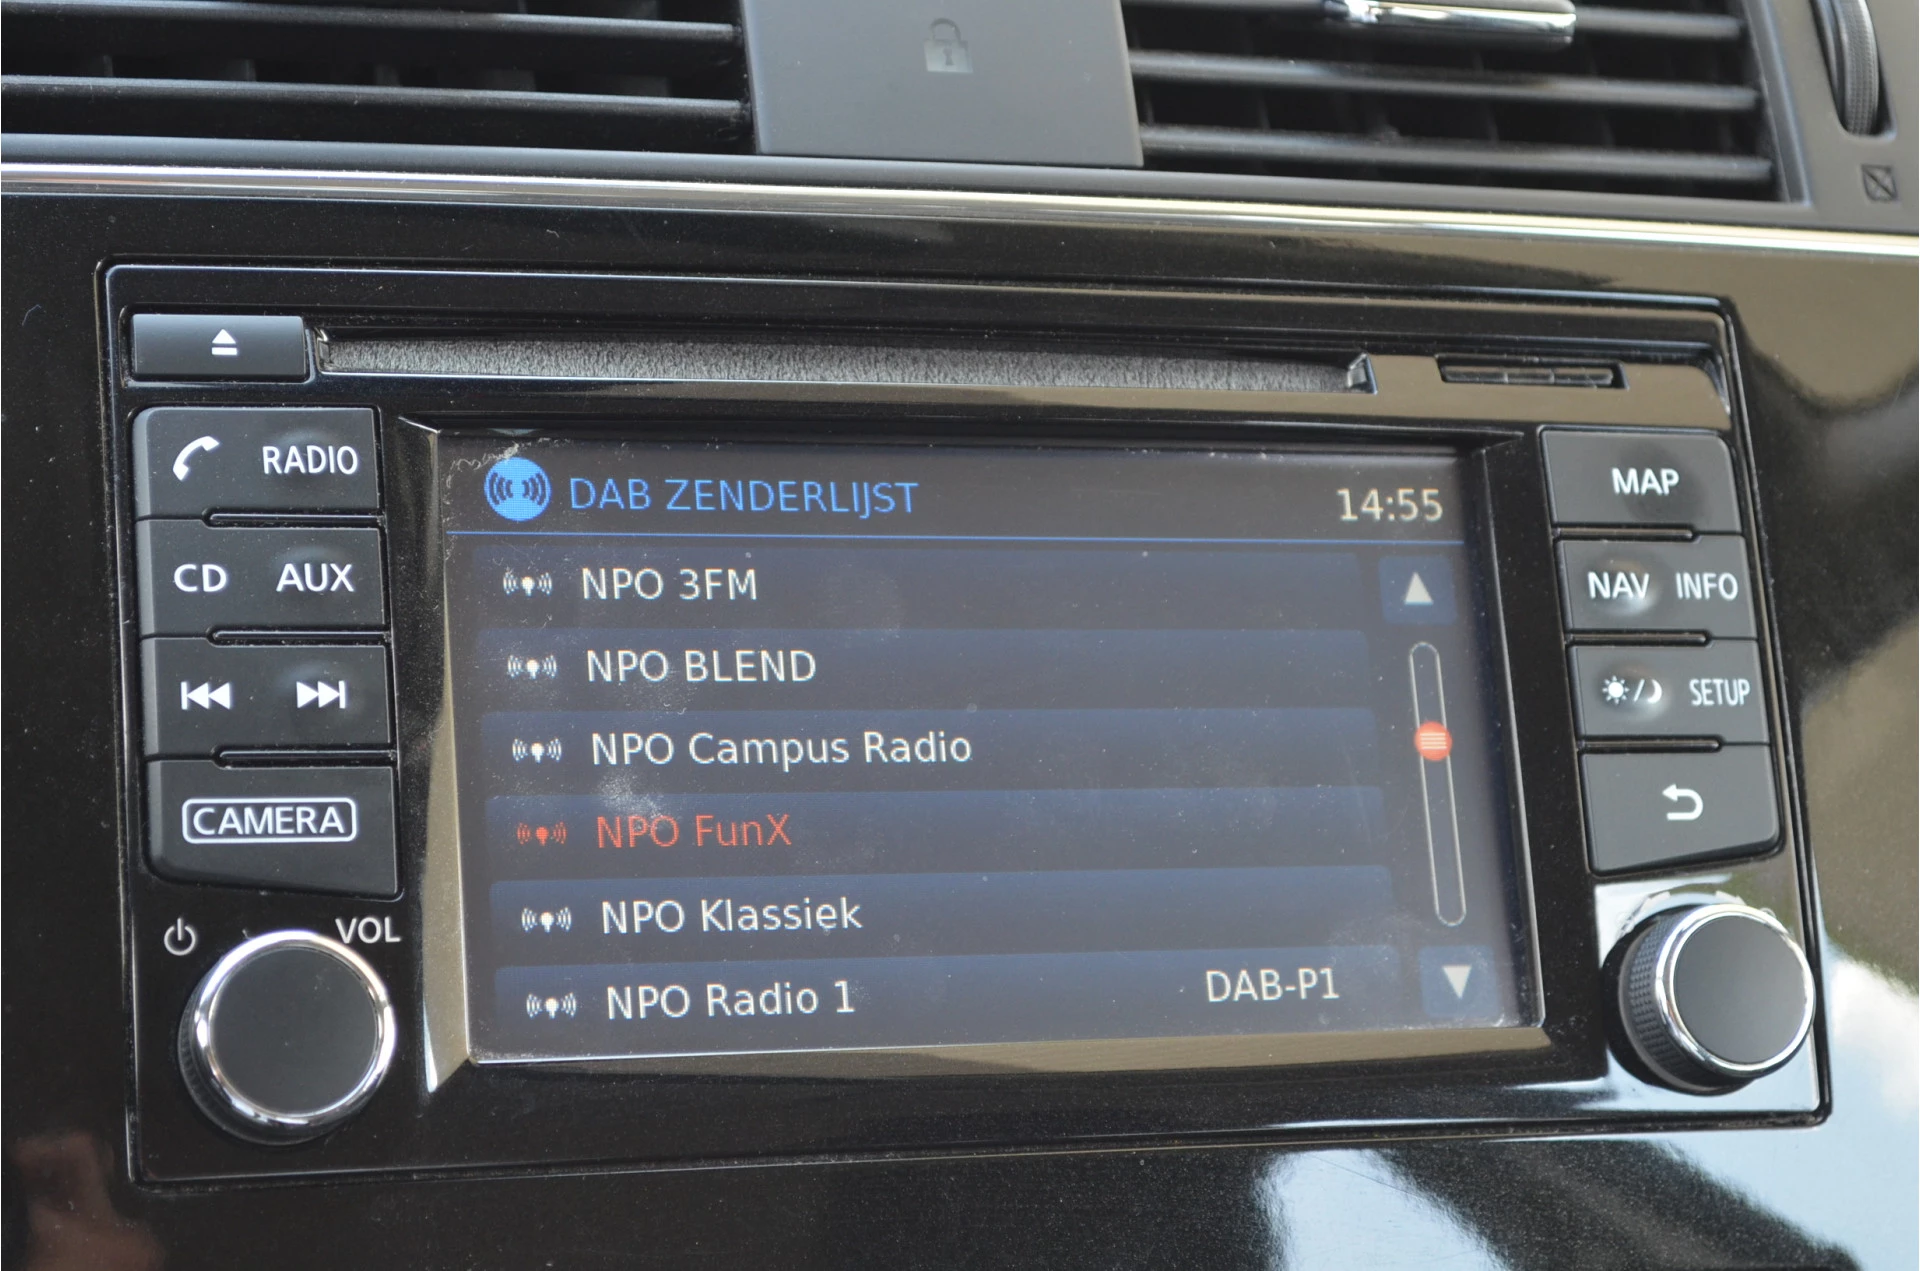 RADIO
CD AUX
CAMERA
VOL
DAB ZENDERLIJST 14:55
NPO 3FM
NPO BLEND
NPO Campus Radio
NPO FunX
NPO Klassiek
NPO Radio 1 DAB-P1
MAP
NAV INFO
SETUP